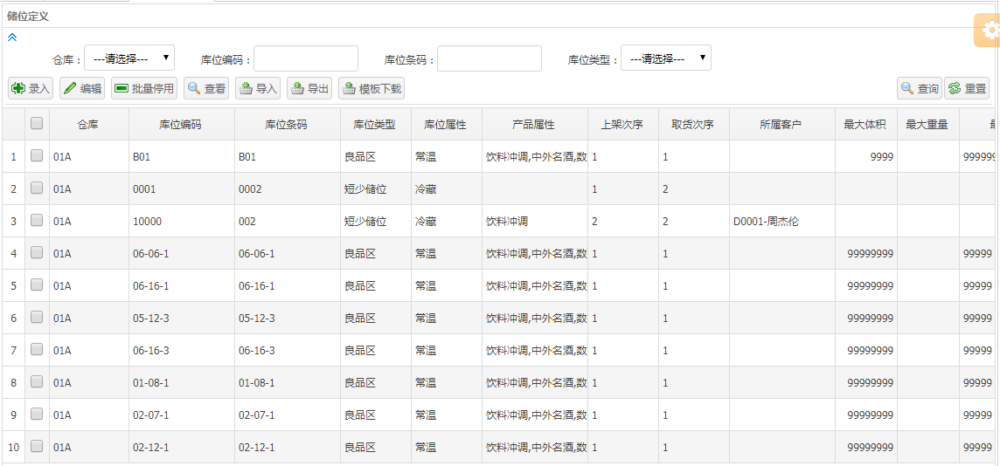 储位定义
仓库： ---请选择--- 库位编码： 库位条码： 库位类型： ---请选择---
录入 编辑 批量停用 查看 导入 导出 模板下载 查询 重置
仓库 库位编码 库位条码 库位类型 库位属性 产品属性 上架次序 取货次序 所属客户 最大体积 最大重量
1 01A B01 B01 良品区 常温 饮料冲调,中外名酒,数 1 1 9999 99999
2 01A 0001 0002 短少储位 冷藏 1 2
3 01A 10000 002 短少储位 冷藏 饮料冲调 2 2 D0001-周杰伦
4 01A 06-06-1 06-06-1 良品区 常温 饮料冲调,中外名酒,数 1 1 99999999 99999
5 01A 06-16-1 06-16-1 良品区 常温 饮料冲调,中外名酒,数 1 1 99999999 99999
6 01A 05-12-3 05-12-3 良品区 常温 饮料冲调,中外名酒,数 1 1 99999999 99999
7 01A 06-16-3 06-16-3 良品区 常温 饮料冲调,中外名酒,数 1 1 99999999 99999
8 01A 01-08-1 01-08-1 良品区 常温 饮料冲调,中外名酒,数 1 1 99999999 99999
9 01A 02-07-1 02-07-1 良品区 常温 饮料冲调,中外名酒,数 1 1 99999999 99999
10 01A 02-12-1 02-12-1 良品区 常温 饮料冲调,中外名酒,数 1 1 99999999 99999